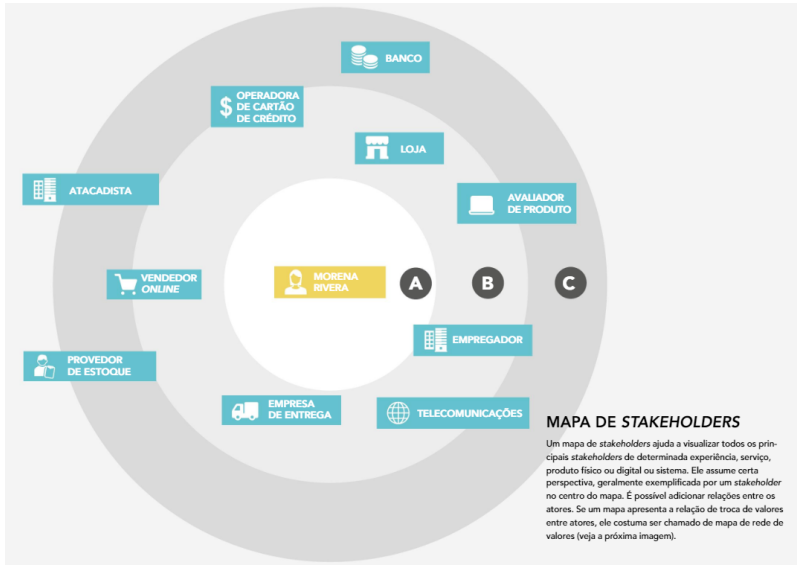 BANCO
$ OPERADORA
DE CARTÃO
DE CRÉDITO
LOJA
ATACADISTA
AVALIADOR
DE PRODUTO
VENDEDOR
ONLINE
MORENA
RIVERA
A
B
C
EMPREGADOR
PROVEDOR
DE ESTOQUE
EMPRESA
DE ENTREGA
TELECOMUNICAÇÕES
MAPA DE STAKEHOLDERS
Um mapa de stakeholders ajuda a visualizar todos os prin-
cipais stakeholders de determinada experiência, serviço,
produto físico ou digital ou sistema. Ele assume certa
perspectiva, geralmente exemplificada por um stakeholder
no centro do mapa. É possível adicionar relações entre os
atores. Se um mapa apresenta a relação de troca de valores
entre atores, ele costuma ser chamado de mapa de rede de
valores (veja a próxima imagem).